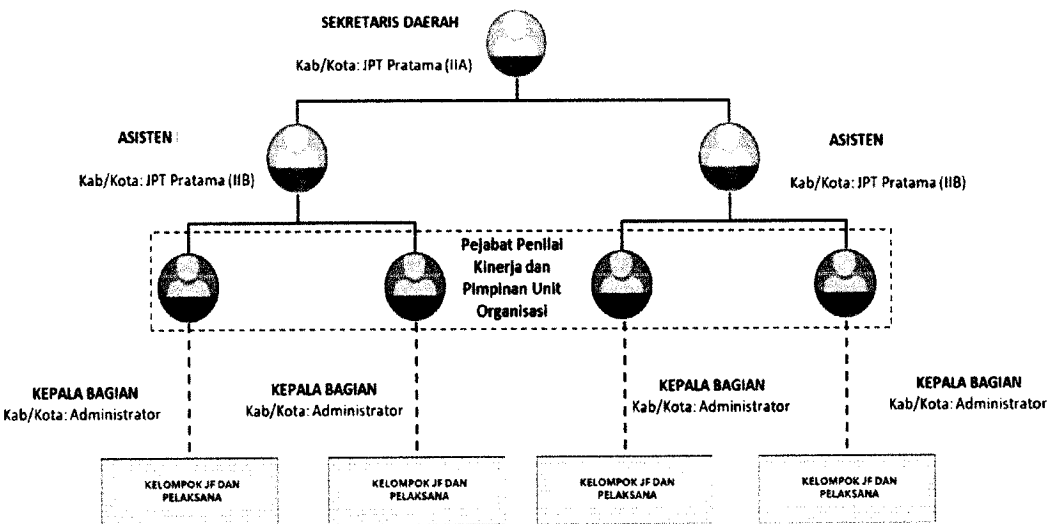 SEKRETARIS DAERAH
Kab/Kota: JPT Pratama (IIA)
ASISTEN
Kab/Kota: JPT Pratama (IIB)
ASISTEN
Kab/Kota: JPT Pratama (IIB)
Pejabat Penilai
Kinerja dan
Pimpinan Unit
Organisasi
KEPALA BAGIAN
Kab/Kota: Administrator
KEPALA BAGIAN
Kab/Kota: Administrator
KEPALA BAGIAN
Kab/Kota: Administrator
KEPALA BAGIAN
Kab/Kota: Administrator
KELOMPOK JF DAN
PELAKSANA
KELOMPOK JF DAN
PELAKSANA
KELOMPOK JF DAN
PELAKSANA
KELOMPOK JF DAN
PELAKSANA